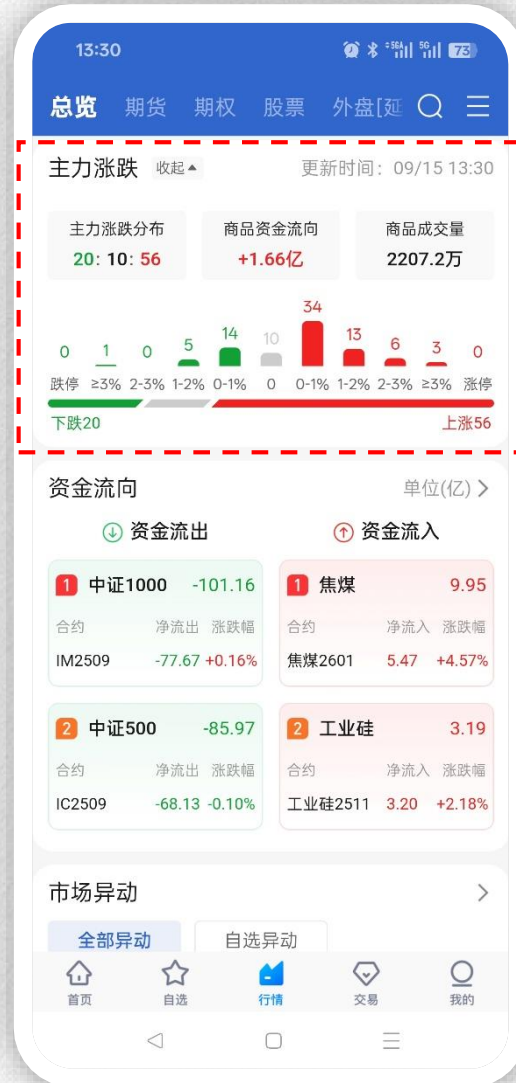 13:30 5GA 5G 73
总览 期货 期权 股票 外盘[延
主力涨跌 收起▲ 更新时间：09/15 13:30
主力涨跌分布 商品资金流向 商品成交量
20: 10: 56 +1.66亿 2207.2万
0 1 0 5 14 10 34 13 6 3 0
跌停 ≥3% 2-3% 1-2% 0-1% 0 0-1% 1-2% 2-3% ≥3% 涨停
下跌20 上涨56
资金流向 单位(亿) >
资金流出 资金流入
1 中证1000 -101.16 1 焦煤 9.95
合约 净流出 涨跌幅 合约 净流入 涨跌幅
IM2509 -77.67 +0.16% 焦煤2601 5.47 +4.57%
2 中证500 -85.97 2 工业硅 3.19
合约 净流出 涨跌幅 合约 净流入 涨跌幅
IC2509 -68.13 -0.10% 工业硅2511 3.20 +2.18%
市场异动 >
全部异动 自选异动
首页 自选 行情 交易 我的